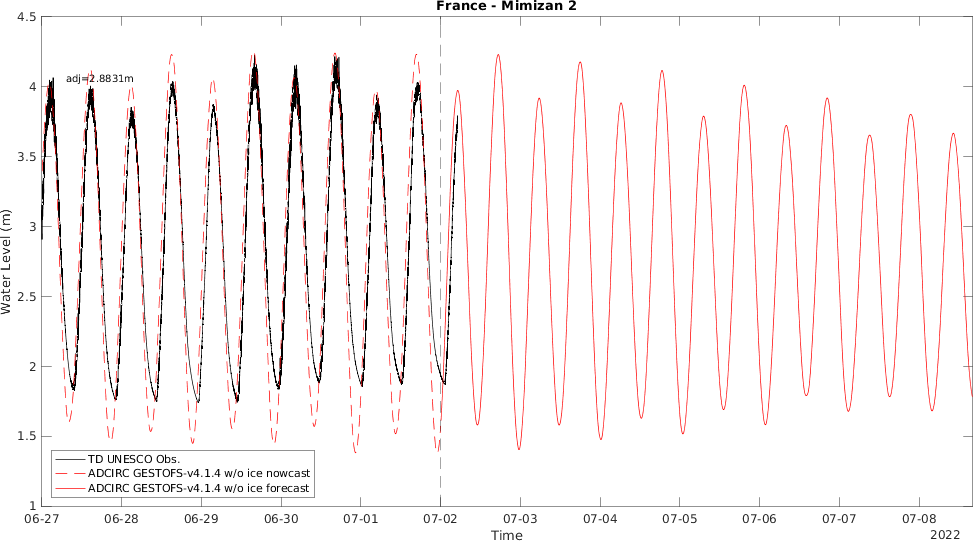 France - Mimizan 2
4.5
4
3.5
3
2.5
2
1.5
1
Water Level (m)
adj=2.8831m
TD UNESCO Obs.
ADCIRC GESTOFS-v4.1.4 w/o ice nowcast
ADCIRC GESTOFS-v4.1.4 w/o ice forecast
06-27 06-28 06-29 06-30 07-01 07-02 07-03 07-04 07-05 07-06 07-07 07-08
2022
Time